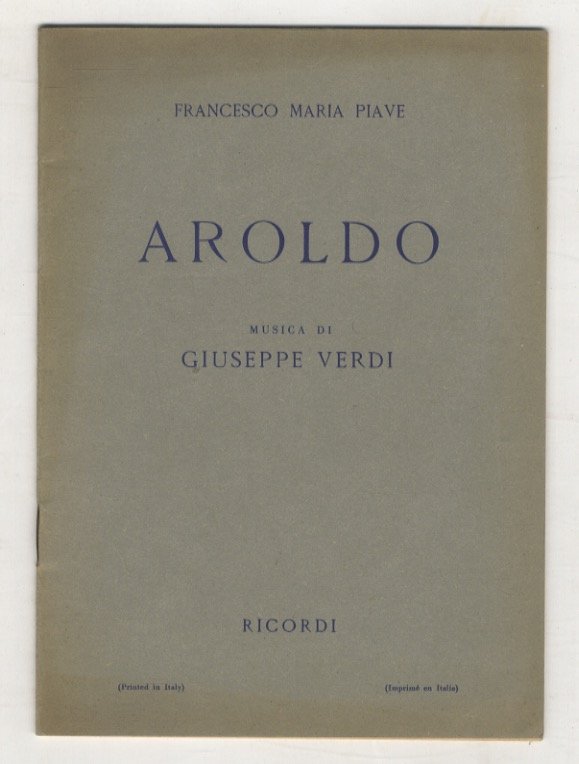 FRANCESCO MARIA PIAVE
AROLDO
MUSICA DI
GIUSEPPE VERDI
RICORDI
(Printed in Italy) (Imprimé en Italie)